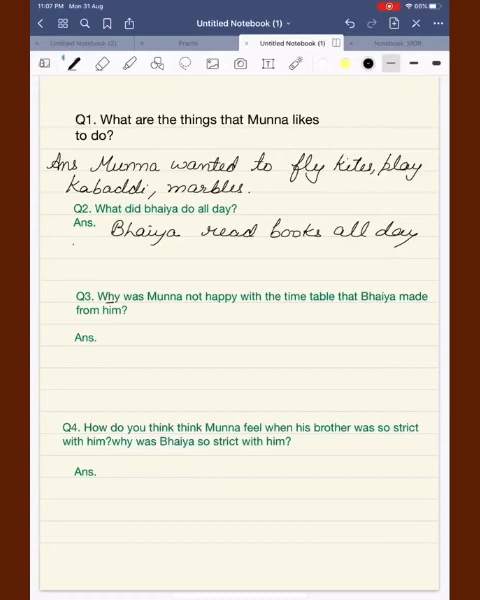 11:07 PM Mon 31 Aug
66%
Untitled Notebook (1)
Untitled Notebook (2)
Untitled Notebook (1)
Q1. What are the things that Munna likes
to do?
Ans Munna wanted to fly kites, play
Kabaddi, marbles.
Q2. What did bhaiya do all day?
Ans. Bhaiya read books all day
Q3. Why was Munna not happy with the time table that Bhaiya made
from him?
Ans.
Q4. How do you think think Munna feel when his brother was so strict
with him?why was Bhaiya so strict with him?
Ans.